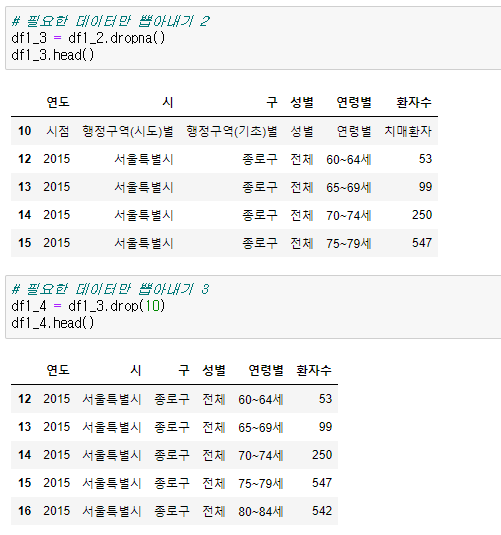 # 필요한 데이터만 뽑아내기 2
df1_3 = df1_2.dropna()
df1_3.head()
연도 시 구 성별 연령별 환자수
10 시점 행정구역(시도)별 행정구역(기초)별 성별 연령별 치매환자
12 2015 서울특별시 종로구 전체 60~64세 53
13 2015 서울특별시 종로구 전체 65~69세 99
14 2015 서울특별시 종로구 전체 70~74세 250
15 2015 서울특별시 종로구 전체 75~79세 547
# 필요한 데이터만 뽑아내기 3
df1_4 = df1_3.drop(10)
df1_4.head()
연도 시 구 성별 연령별 환자수
12 2015 서울특별시 종로구 전체 60~64세 53
13 2015 서울특별시 종로구 전체 65~69세 99
14 2015 서울특별시 종로구 전체 70~74세 250
15 2015 서울특별시 종로구 전체 75~79세 547
16 2015 서울특별시 종로구 전체 80~84세 542